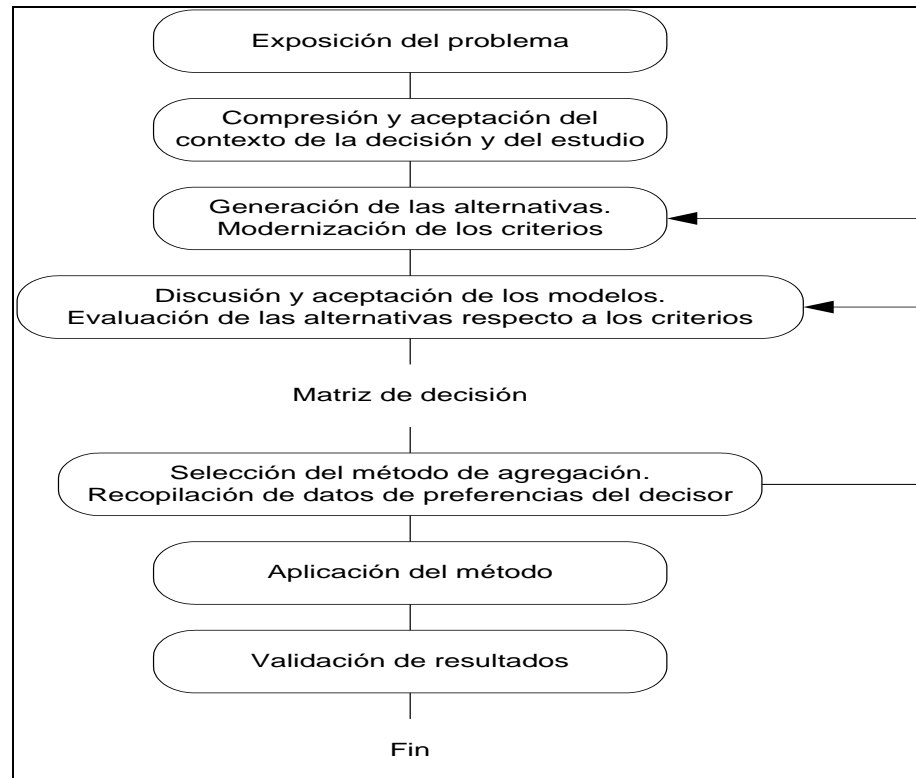 Exposición del problema
Compresión y aceptación del
contexto de la decisión y del estudio
Generación de las alternativas.
Modernización de los criterios
Discusión y aceptación de los modelos.
Evaluación de las alternativas respecto a los criterios
Matriz de decisión
Selección del método de agregación.
Recopilación de datos de preferencias del decisor
Aplicación del método
Validación de resultados
Fin